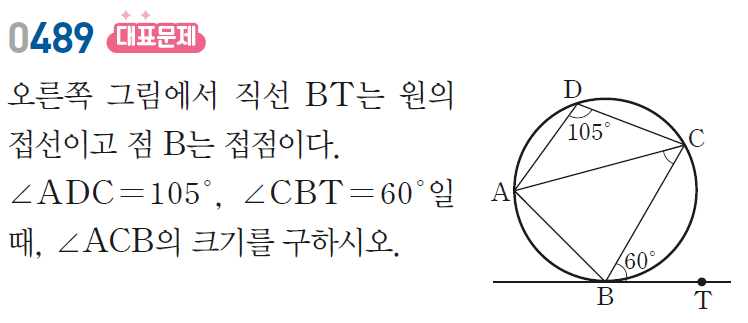 0489 대표문제
오른쪽 그림에서 직선 BT는 원의
접선이고 점 B는 접점이다.
∠ADC=105°, ∠CBT=60°일
때, ∠ACB의 크기를 구하시오.
D
105°
C
A
60°
B
T